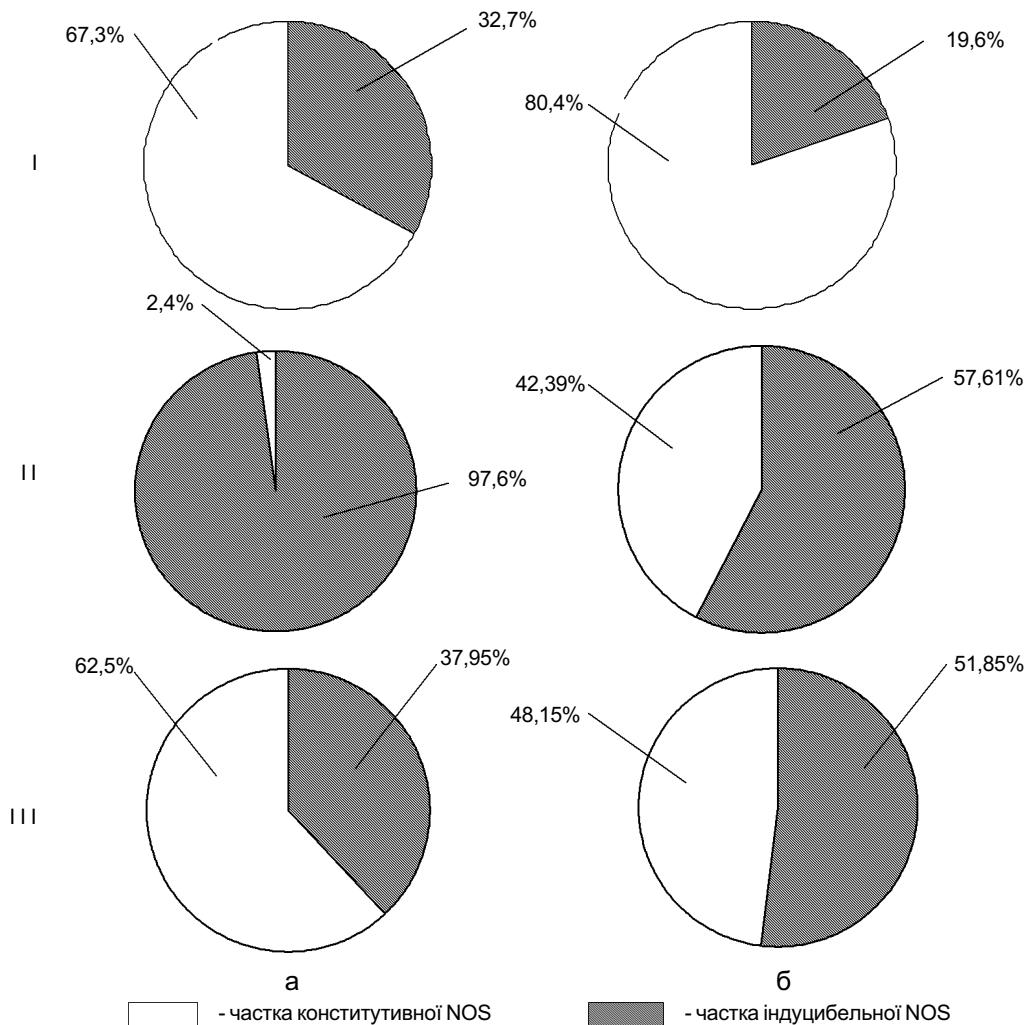 67,3%
32,7%
19,6%
80,4%
I
2,4%
42,39%
57,61%
II
97,6%
62,5%
37,95%
51,85%
48,15%
III
а
б
- частка конститутивної NOS
- частка індуцибельної NOS